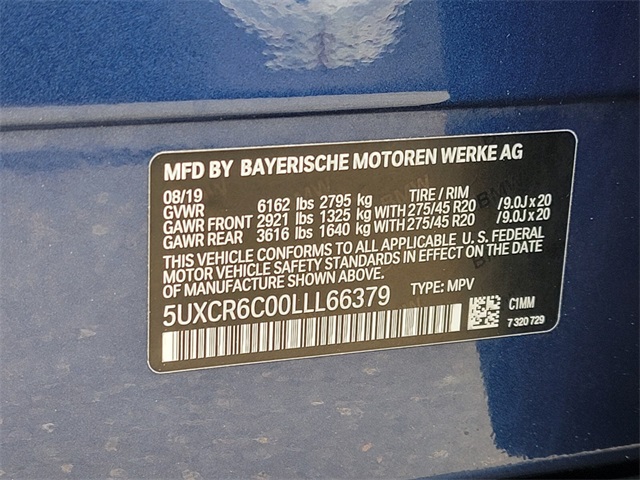 MFD BY BAYERISCHE MOTOREN WERKE AG
08/19 TIRE / RIM
GVWR 6162 lbs 2795 kg
GAWR FRONT 2921 lbs 1325 kg WITH 275/45 R20 /9.0J x 20
GAWR REAR 3616 lbs 1640 kg WITH 275/45 R20 /9.0J x 20
THIS VEHICLE CONFORMS TO ALL APPLICABLE U.S. FEDERAL
MOTOR VEHICLE SAFETY STANDARDS IN EFFECT ON THE DATE
OF MANUFACTURE SHOWN ABOVE.
5UXCR6C00LLL66379 TYPE: MPV
C1MM
7 320 729